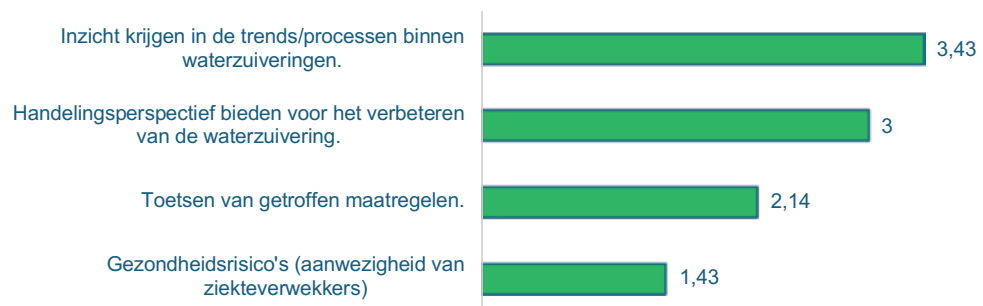 Inzicht krijgen in de trends/processen binnen
waterzuiveringen.
3,43
Handelingsperspectief bieden voor het verbeteren
van de waterzuivering.
3
Toetsen van getroffen maatregelen.
2,14
Gezondheidsrisico's (aanwezigheid van
ziekteverwekkers)
1,43